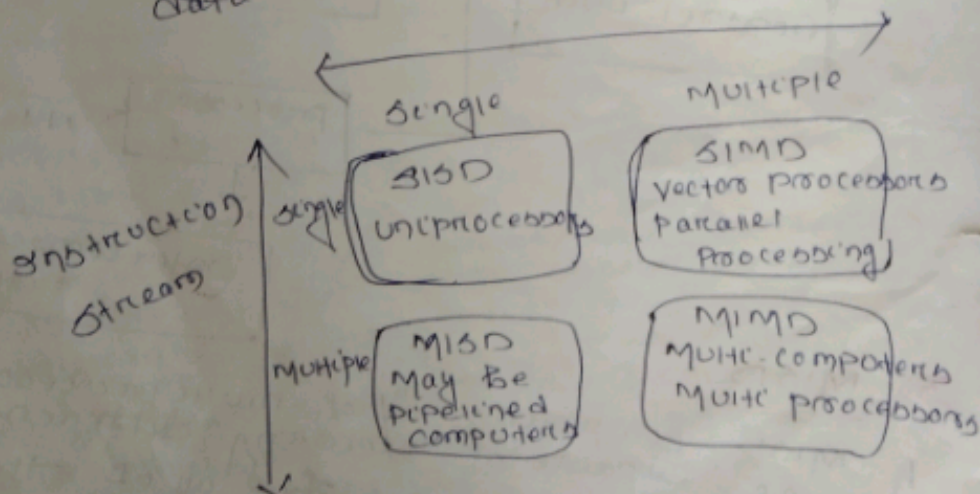 Single
Multiple
Instruction
Stream
Single
SISD
uniprocessors
SIMD
Vector processors
parallel
processing
Multiple
MISD
May be
pipelined
computers
MIMD
Multi-computers
Multi processors